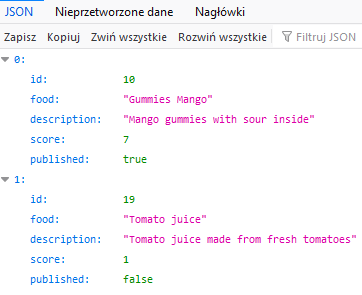 JSON Nieprzetworzone dane Nagłówki
Zapisz Kopiuj Zwiń wszystkie Rozwiń wszystkie Filtruj JSON
0:
id: 10
food: "Gummies Mango"
description: "Mango gummies with sour inside"
score: 7
published: true
1:
id: 19
food: "Tomato juice"
description: "Tomato juice made from fresh tomatoes"
score: 1
published: false